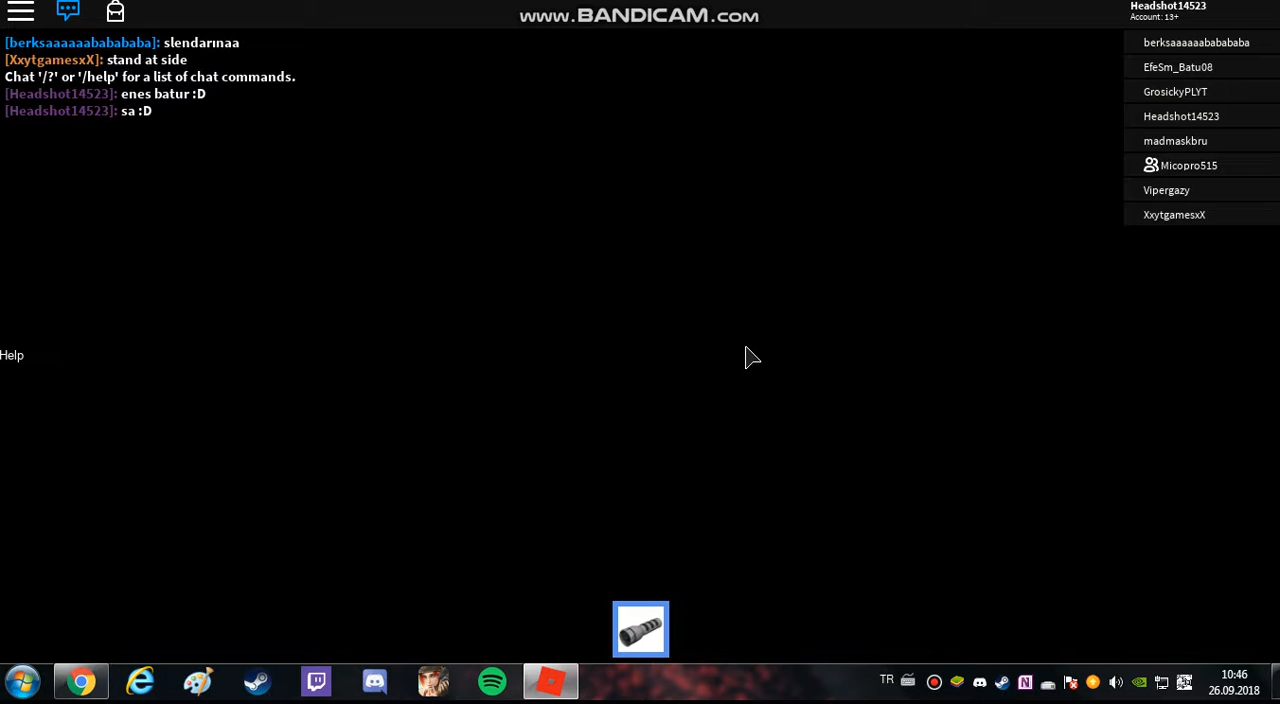 www.BANDICAM.com
Headshot14523
Account: 13+
[berksaaaaaababababa]: slendarınaa
[XxytgamesxX]: stand at side
Chat '/?' or '/help' for a list of chat commands.
[Headshot14523]: enes batur :D
[Headshot14523]: sa :D
berksaaaaaababababa
EfeSm_Batu08
GrosickyPLYT
Headshot14523
madmaskbru
Micopro515
Vipergazy
XxytgamesxX
Help
TR
10:46
26.09.2018